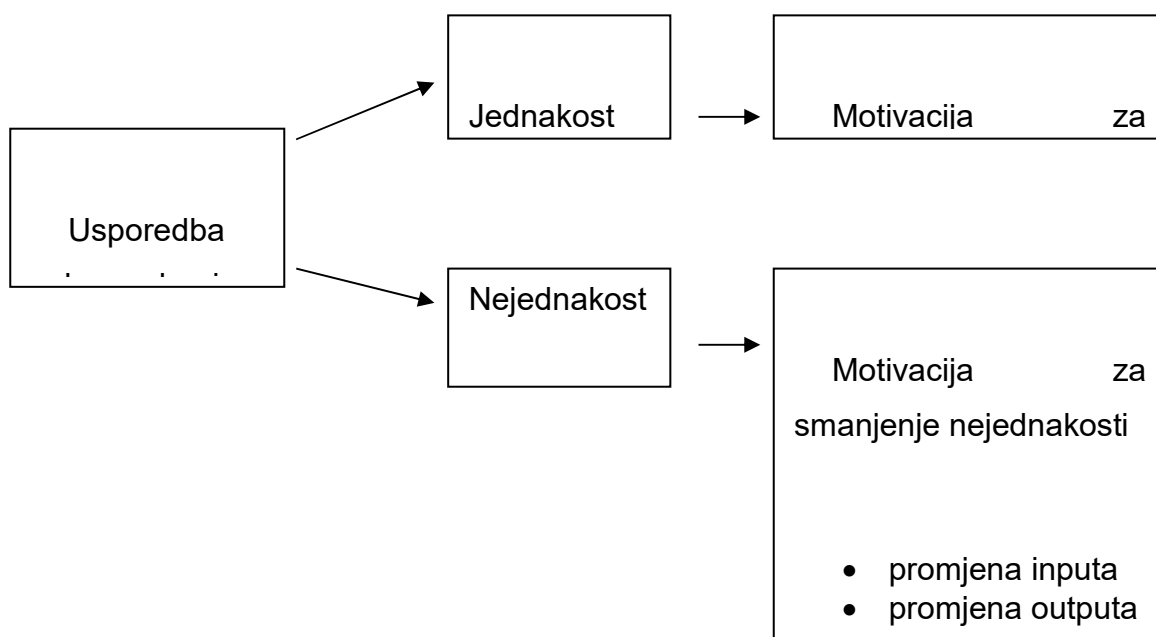 Jednakost
Motivacija za
Usporedba
Nejednakost
Motivacija za
smanjenje nejednakosti
• promjena inputa
• promjena outputa